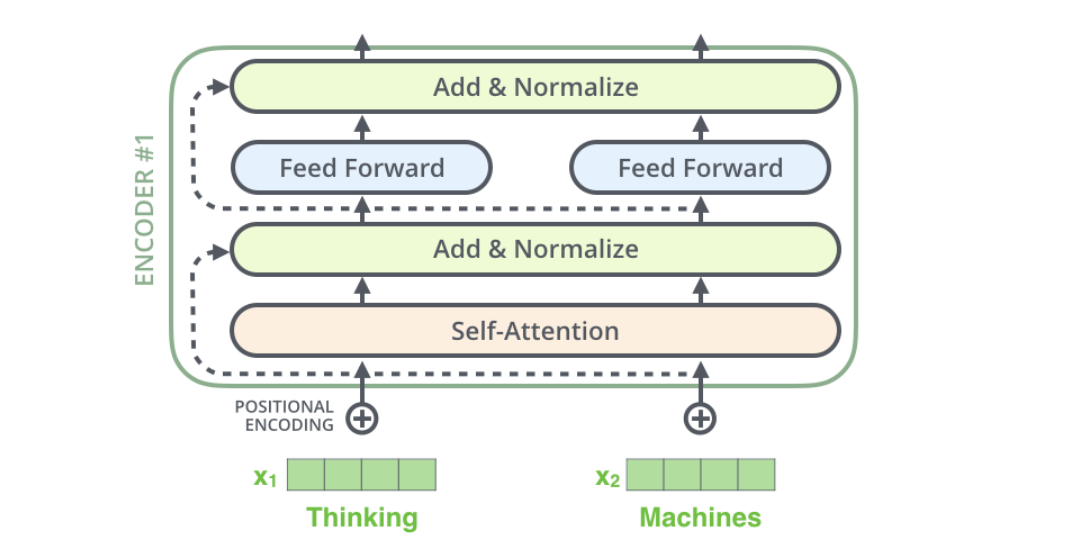 Add & Normalize
Feed Forward
Feed Forward
ENCODER #1
Add & Normalize
Self-Attention
POSITIONAL
ENCODING
x1
x2
Thinking
Machines